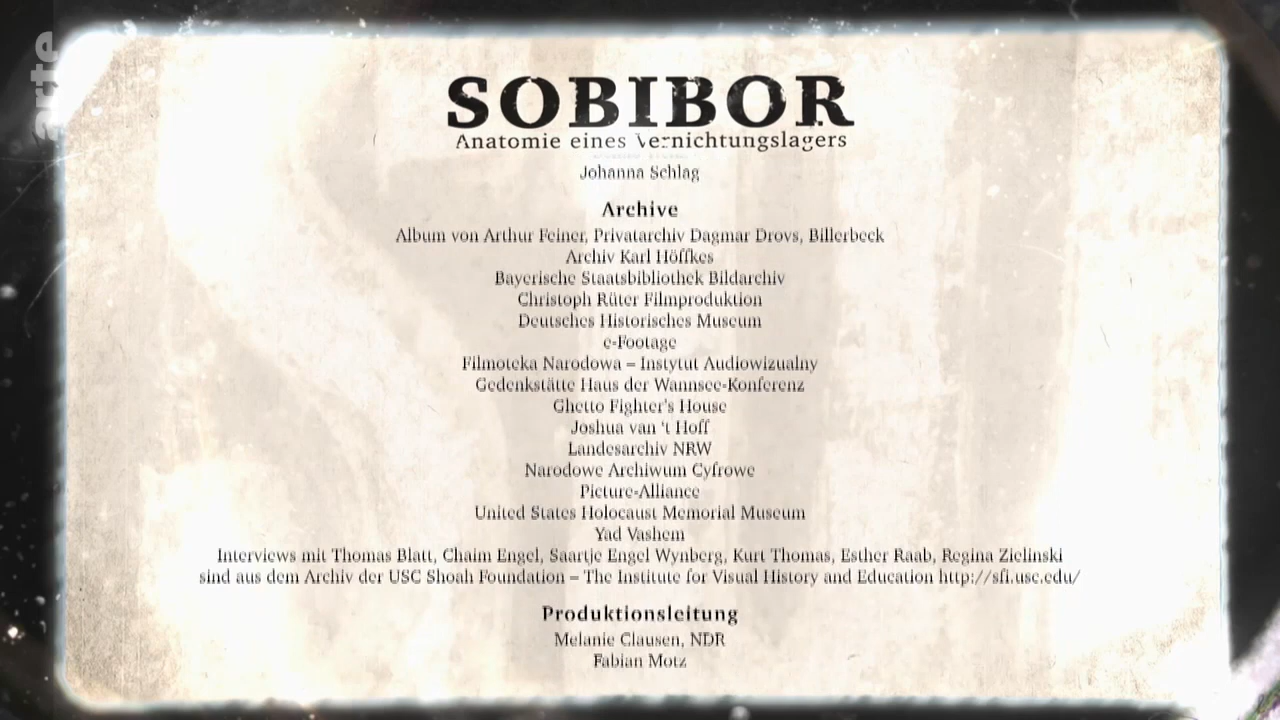 arte
SOBIBOR
Anatomie eines Vernichtungslagers
Johanna Schlag
Archive
Album von Arthur Feiner, Privatarchiv Dagmar Drovs, Billerbeck
Archiv Karl Höffkes
Bayerische Staatsbibliothek Bildarchiv
Christoph Rüter Filmproduktion
Deutsches Historisches Museum
e-Footage
Filmoteka Narodowa – Instytut Audiowizualny
Gedenkstätte Haus der Wannsee-Konferenz
Ghetto Fighter's House
Joshua van 't Hoff
Landesarchiv NRW
Narodowe Archiwum Cyfrowe
Picture-Alliance
United States Holocaust Memorial Museum
Yad Vashem
Interviews mit Thomas Blatt, Chaim Engel, Saartje Engel Wynberg, Kurt Thomas, Esther Raab, Regina Zielinski
sind aus dem Archiv der USC Shoah Foundation – The Institute for Visual History and Education http://sfi.usc.edu/
Produktionsleitung
Melanie Clausen, NDR
Fabian Motz